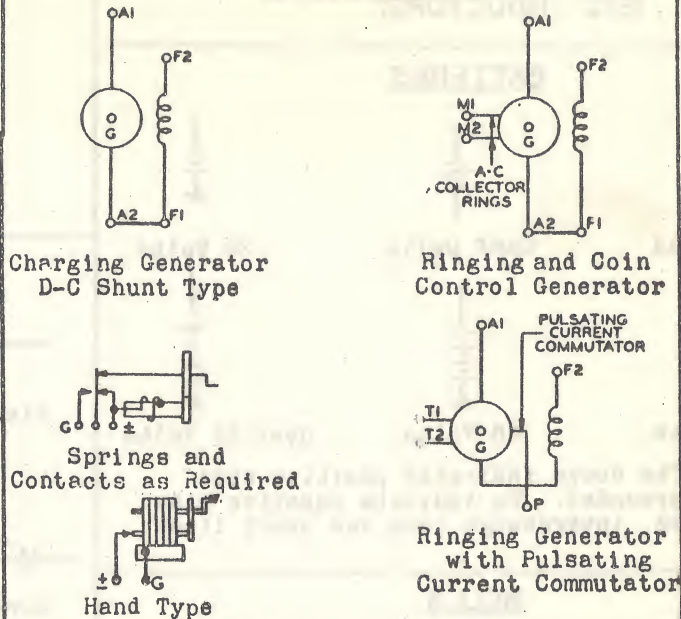 A1
F2
G
A2
F1
Charging Generator
D-C Shunt Type
A1
F2
M1
M2
G
A-C
COLLECTOR
RINGS
A2
F1
Ringing and Coin
Control Generator
G
±
Springs and
Contacts as Required
±
G
Hand Type
A1
PULSATING
CURRENT
COMMUTATOR
F2
T1
T2
G
P
Ringing Generator
with Pulsating
Current Commutator